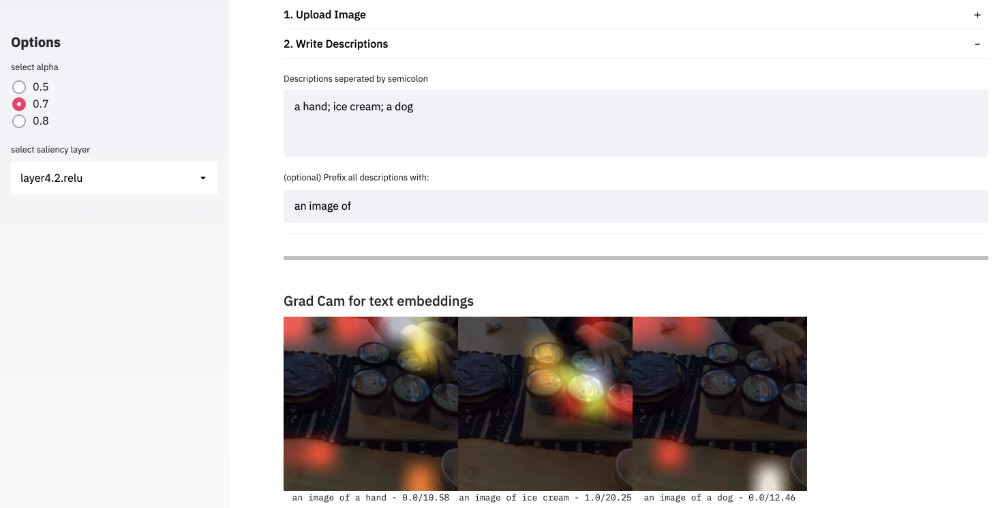 Options
select alpha
0.5
0.7
0.8
select saliency layer
layer4.2.relu
1. Upload Image
+
2. Write Descriptions
–
Descriptions seperated by semicolon
a hand; ice cream; a dog
(optional) Prefix all descriptions with:
an image of
Grad Cam for text embeddings
an image of a hand - 0.0/10.58 an image of ice cream - 1.0/20.25 an image of a dog - 0.0/12.46